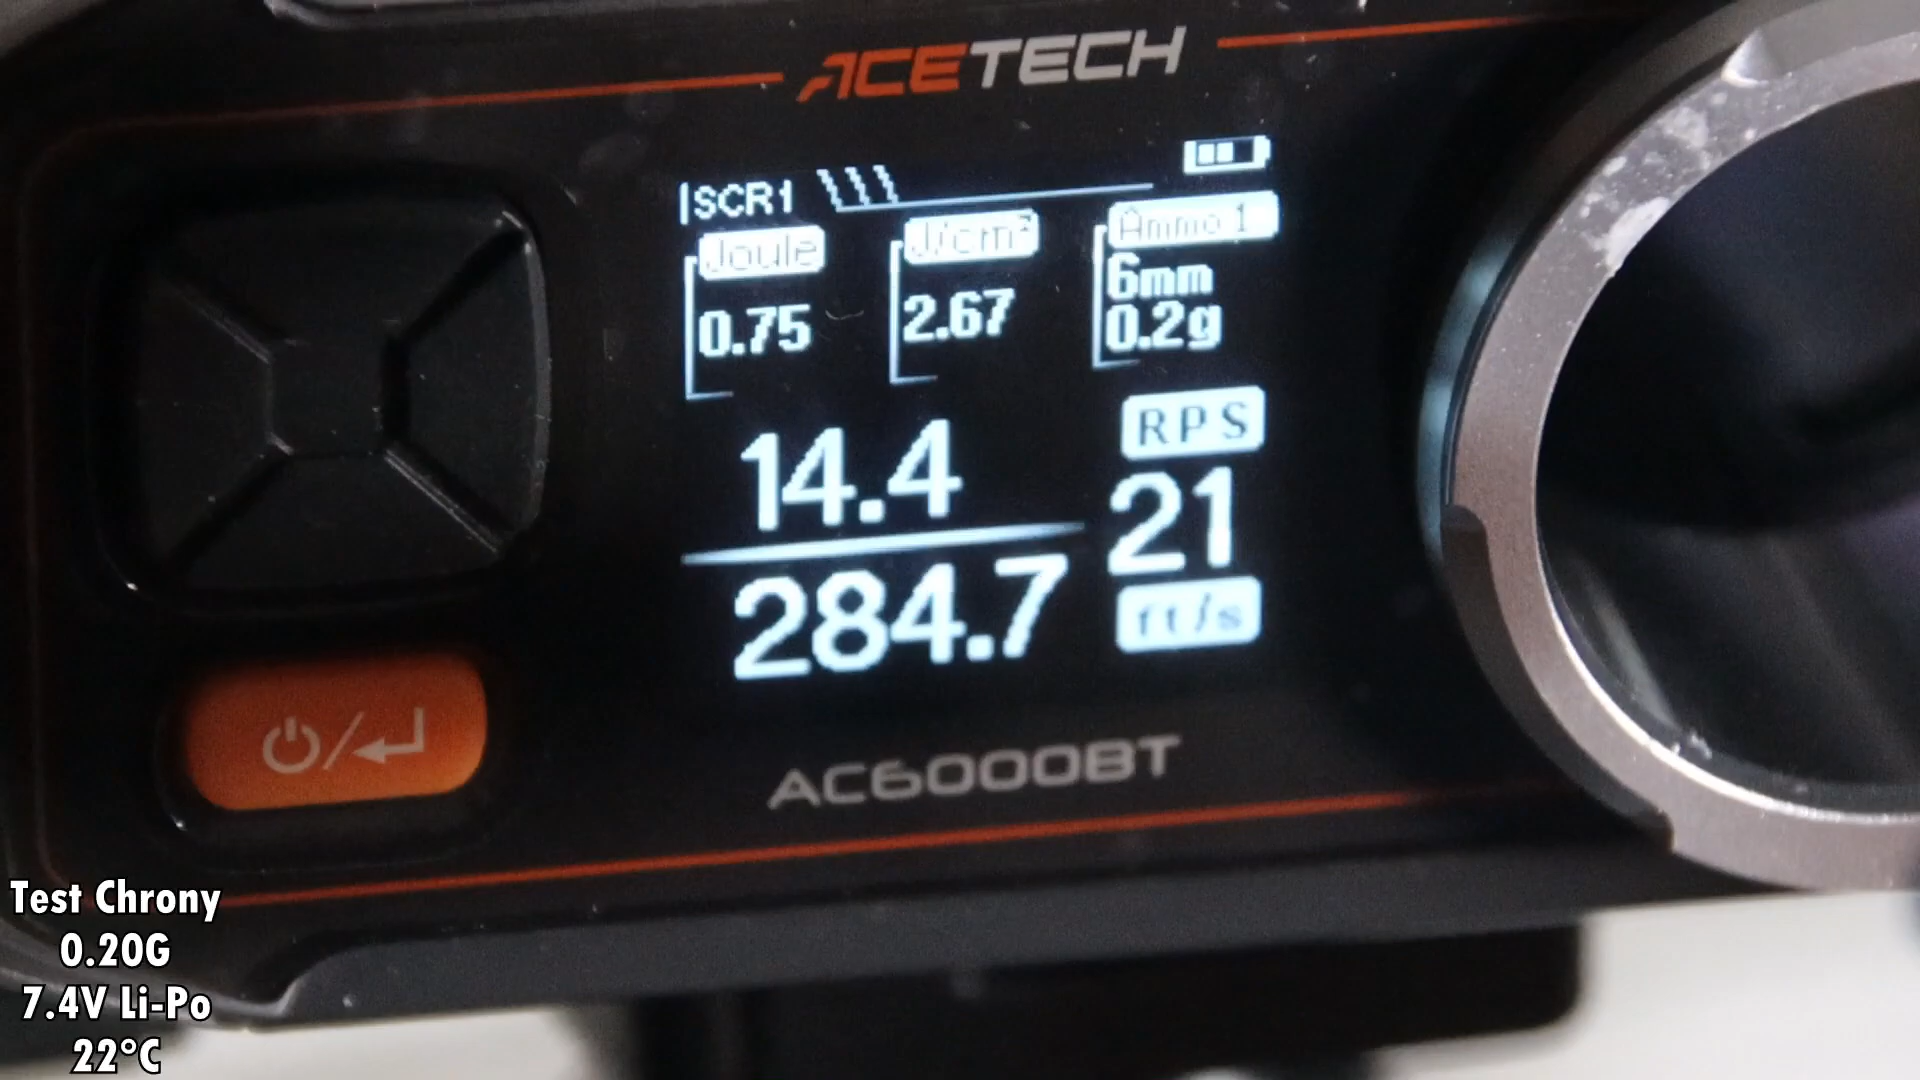 ACETECH
SCR1
Joule
J/cm²
Ammo 1
0.75
2.67
6mm
0.2g
14.4
RPS
21
284.7
ft/s
AC6000BT
Test Chrony
0.20G
7.4V Li-Po
22°C